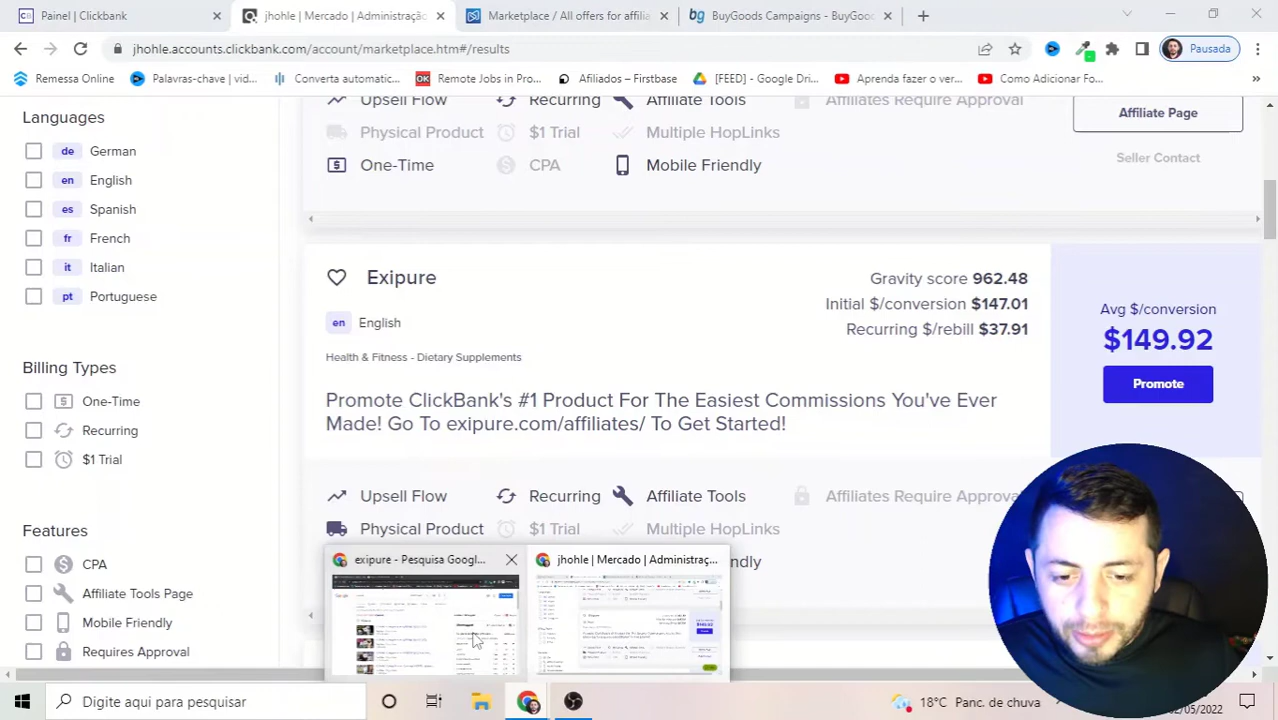 Painel | Clickbank
jhohle | Mercado | Administração
Marketplace / All offers for affilia
BuyGoods Campaigns - BuyGoo
jhohle.accounts.clickbank.com/account/marketplace.htm#/results
Pausada
Remessa Online
Palavras-chave | vid...
Converta automatic...
Remote Jobs in Pro...
Afiliados – Firstbase
[FEED] - Google Dri...
Aprenda fazer o ver...
Como Adicionar Fo...
Languages
de German
en English
es Spanish
fr French
it Italian
pt Portuguese
Billing Types
One-Time
Recurring
$1 Trial
Features
CPA
Affiliate Tools Page
Mobile Friendly
Requires Approval
Upsell Flow
Recurring
Affiliate Tools
Affiliates Require Approval
Physical Product
$1 Trial
Multiple HopLinks
One-Time
CPA
Mobile Friendly
Affiliate Page
Seller Contact
Exipure
en English
Health & Fitness - Dietary Supplements
Gravity score 962.48
Initial $/conversion $147.01
Recurring $/rebill $37.91
Avg $/conversion
$149.92
Promote
Promote ClickBank's #1 Product For The Easiest Commissions You've Ever
Made! Go To exipure.com/affiliates/ To Get Started!
Upsell Flow
Recurring
Affiliate Tools
Affiliates Require Approva
Physical Product
$1 Trial
Multiple HopLinks
exipure - Pesquisa Googl...
jhohle | Mercado | Administraç...
Digite aqui para pesquisar
18°C Panc. de chuva
/05/2022